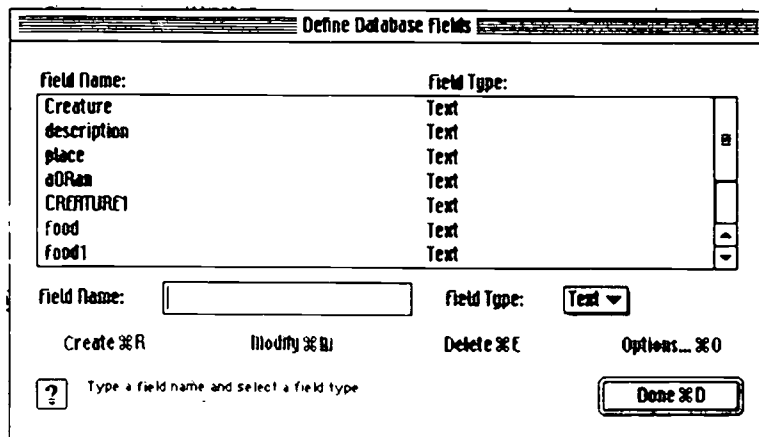 Define Database Fields
Field Name: Field Type:
Creature Text
description Text
place Text
aORan Text
CREATURE1 Text
food Text
food1 Text
Field Name: Field Type: Text
Create ⌘R Modify ⌘M Delete ⌘E Options... ⌘O
? Type a field name and select a field type
Done ⌘D